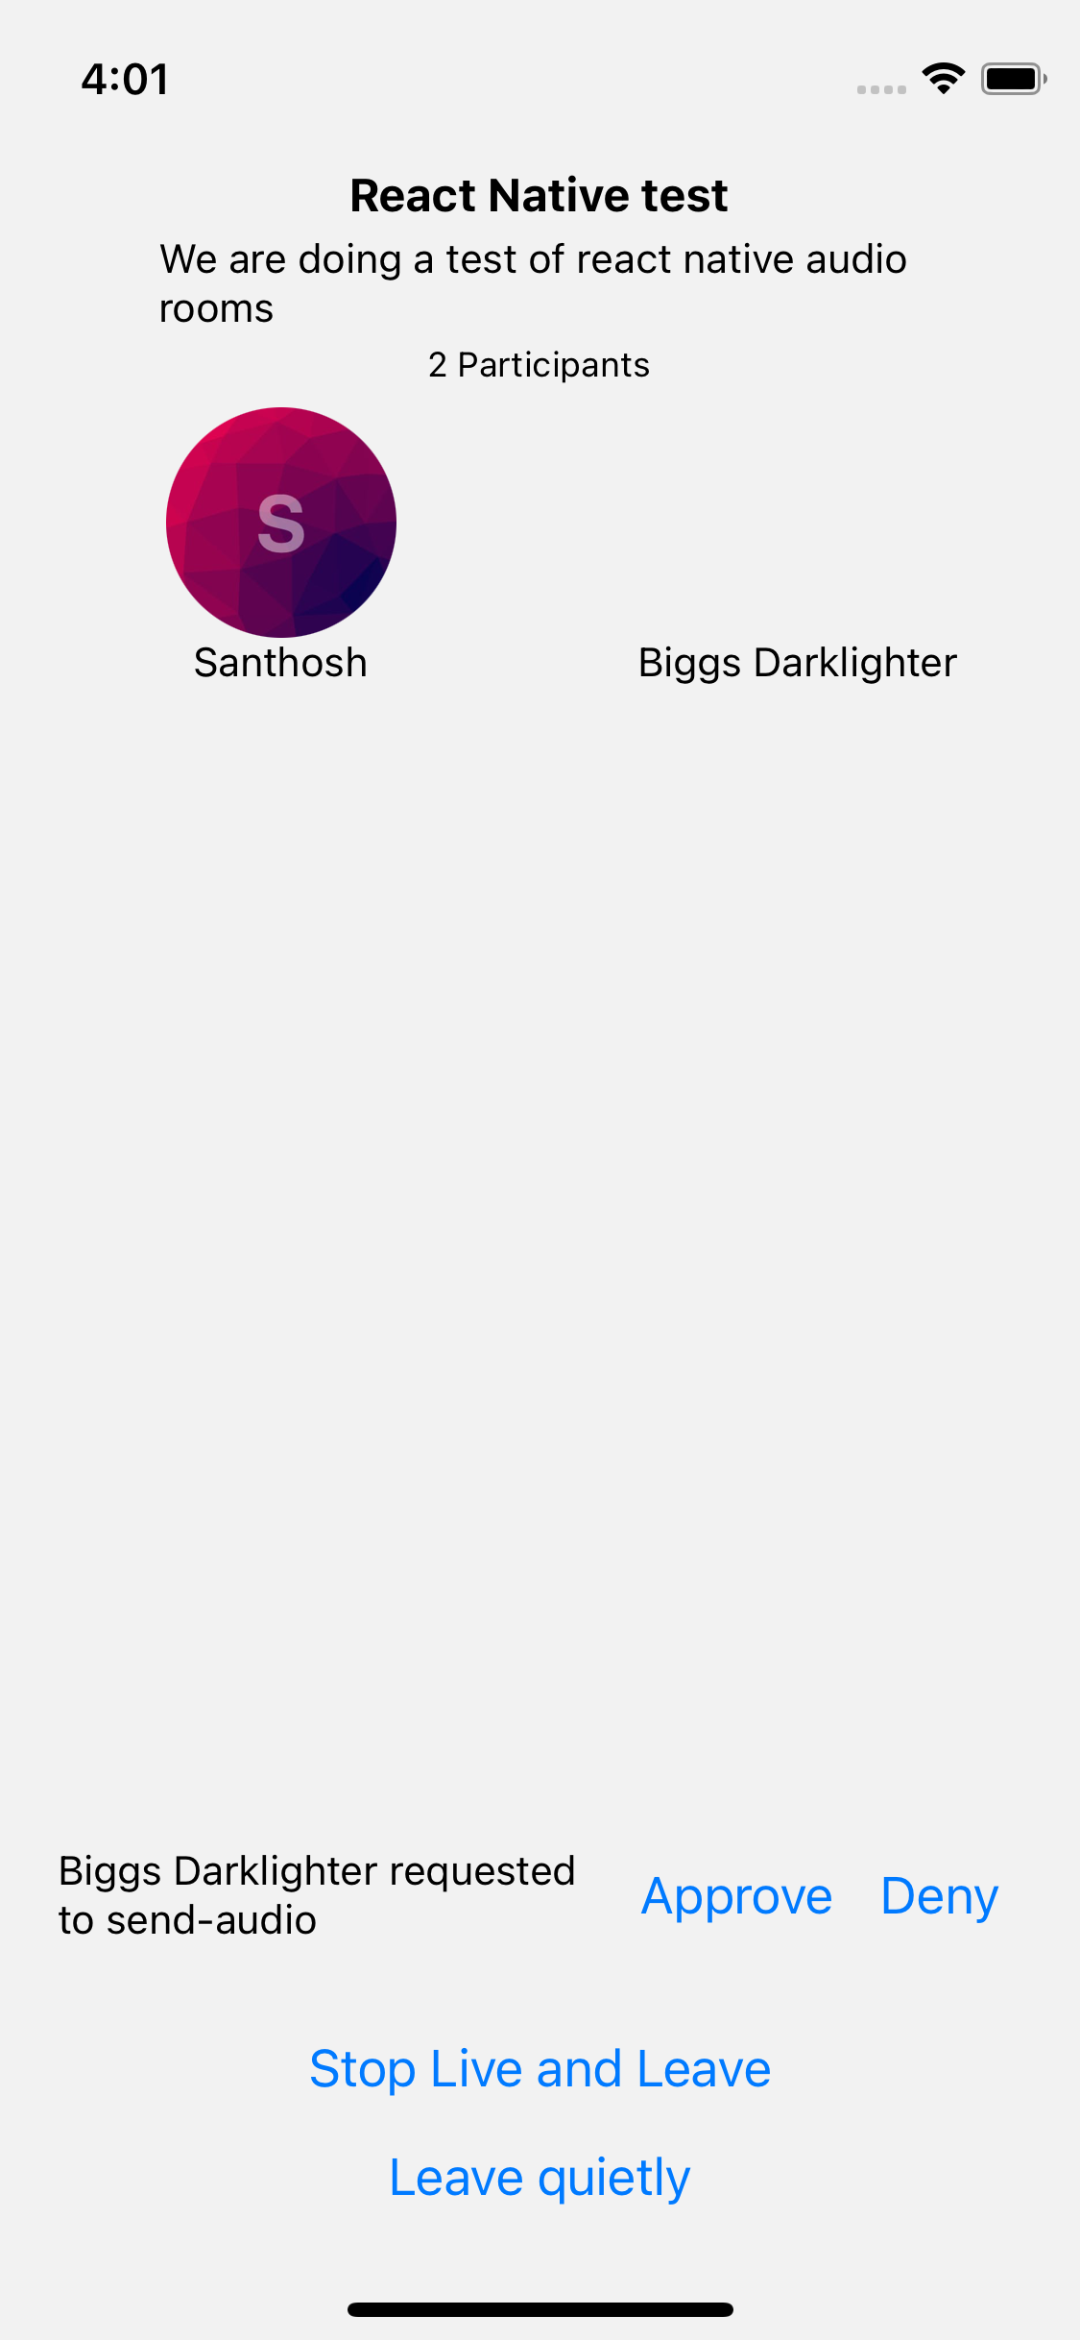 4:01
React Native test
We are doing a test of react native audio
rooms
2 Participants
S
Santhosh
Biggs Darklighter
Biggs Darklighter requested
to send-audio
Approve
Deny
Stop Live and Leave
Leave quietly